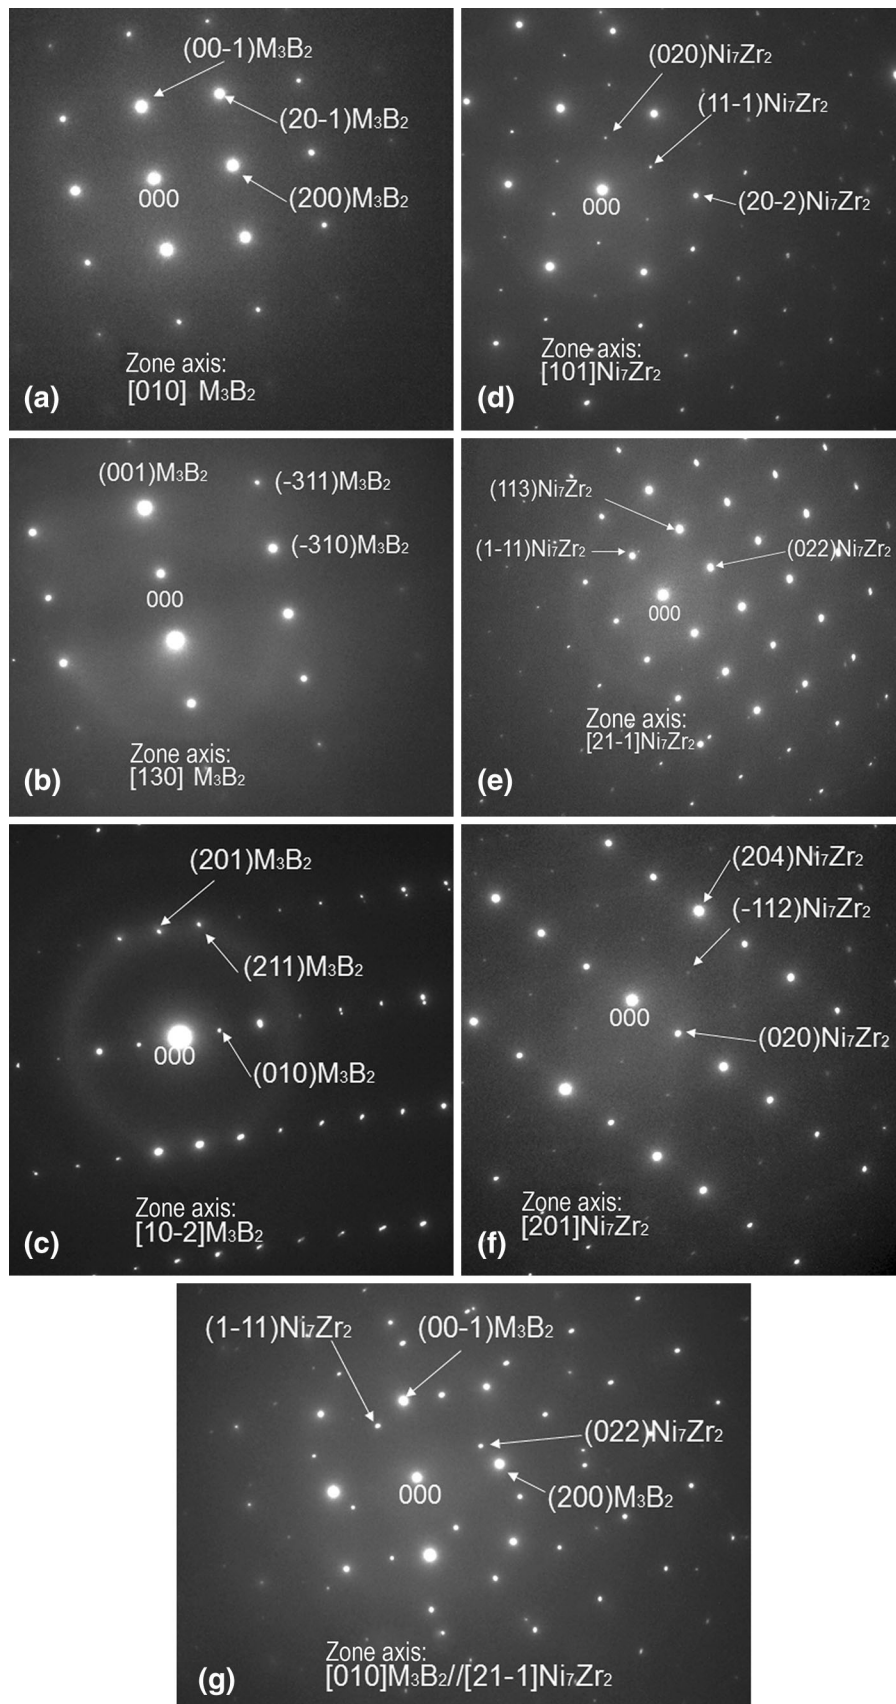 (00-1)M₃B₂
(20-1)M₃B₂
000
(200)M₃B₂
Zone axis:
[010] M₃B₂
(a)
(020)Ni₇Zr₂
(11-1)Ni₇Zr₂
000
(20-2)Ni₇Zr₂
Zone axis:
[101]Ni₇Zr₂
(d)
(001)M₃B₂
(-311)M₃B₂
(-310)M₃B₂
000
Zone axis:
[130] M₃B₂
(b)
(113)Ni₇Zr₂
(1-11)Ni₇Zr₂
(022)Ni₇Zr₂
000
Zone axis:
[21-1]Ni₇Zr₂
(e)
(201)M₃B₂
(211)M₃B₂
000
(010)M₃B₂
Zone axis:
[10-2]M₃B₂
(c)
(204)Ni₇Zr₂
(-112)Ni₇Zr₂
000
(020)Ni₇Zr₂
Zone axis:
[201]Ni₇Zr₂
(f)
(1-11)Ni₇Zr₂
(00-1)M₃B₂
(022)Ni₇Zr₂
000
(200)M₃B₂
Zone axis:
[010]M₃B₂//[21-1]Ni₇Zr₂
(g)